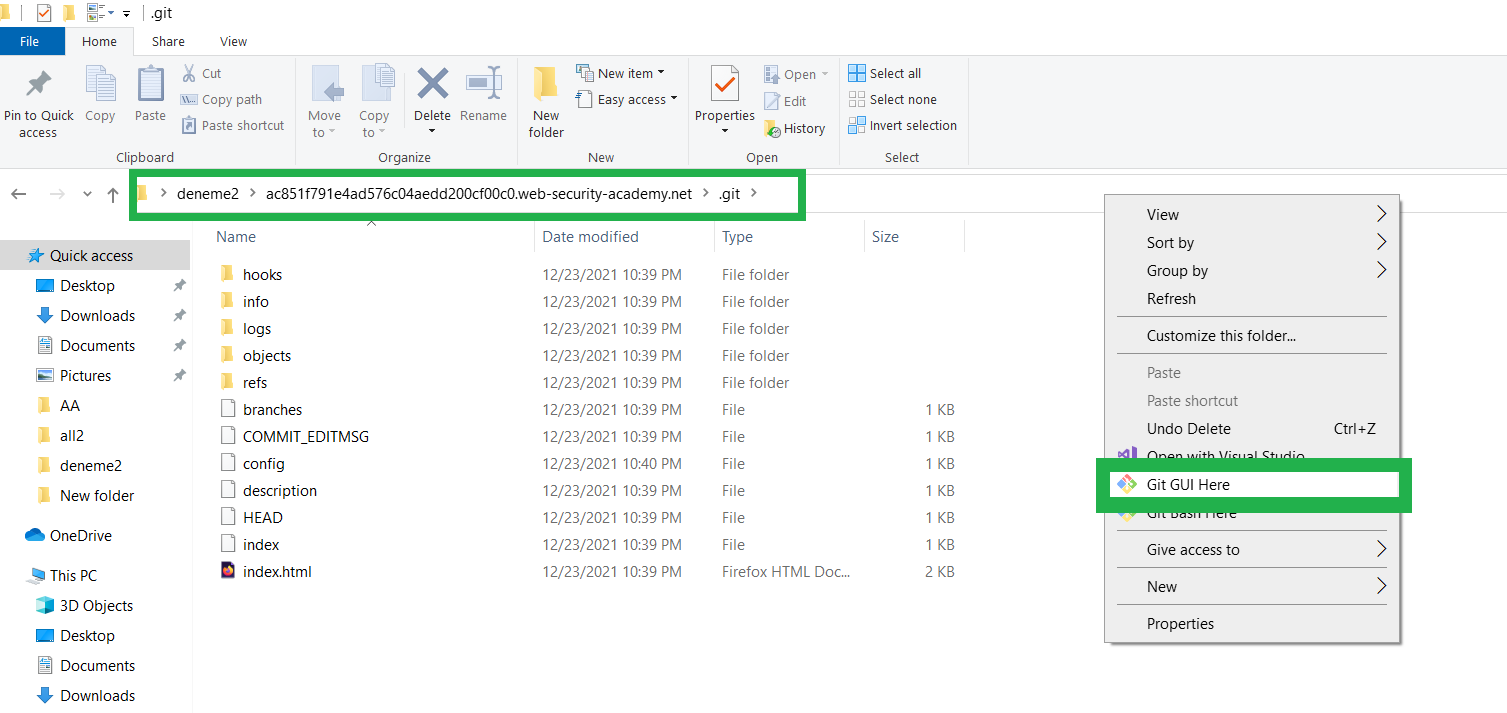 .git
File Home Share View
Pin to Quick access
Copy
Paste
Cut
Copy path
Paste shortcut
Clipboard
Move to
Copy to
Delete
Rename
Organize
New folder
New item
Easy access
New
Properties
Open
Edit
History
Open
Select all
Select none
Invert selection
Select
deneme2 ac851f791e4ad576c04aedd200cf00c0.web-security-academy.net .git
Name Date modified Type Size
hooks 12/23/2021 10:39 PM File folder
info 12/23/2021 10:39 PM File folder
logs 12/23/2021 10:39 PM File folder
objects 12/23/2021 10:39 PM File folder
refs 12/23/2021 10:39 PM File folder
branches 12/23/2021 10:39 PM File 1 KB
COMMIT_EDITMSG 12/23/2021 10:39 PM File 1 KB
config 12/23/2021 10:40 PM File 1 KB
description 12/23/2021 10:39 PM File 1 KB
HEAD 12/23/2021 10:39 PM File 1 KB
index 12/23/2021 10:39 PM File 1 KB
index.html 12/23/2021 10:39 PM Firefox HTML Doc... 2 KB
Quick access
Desktop
Downloads
Documents
Pictures
AA
all2
deneme2
New folder
OneDrive
This PC
3D Objects
Desktop
Documents
Downloads
View
Sort by
Group by
Refresh
Customize this folder...
Paste
Paste shortcut
Undo Delete Ctrl+Z
Open with Visual Studio
Git GUI Here
Git Bash Here
Give access to
New
Properties